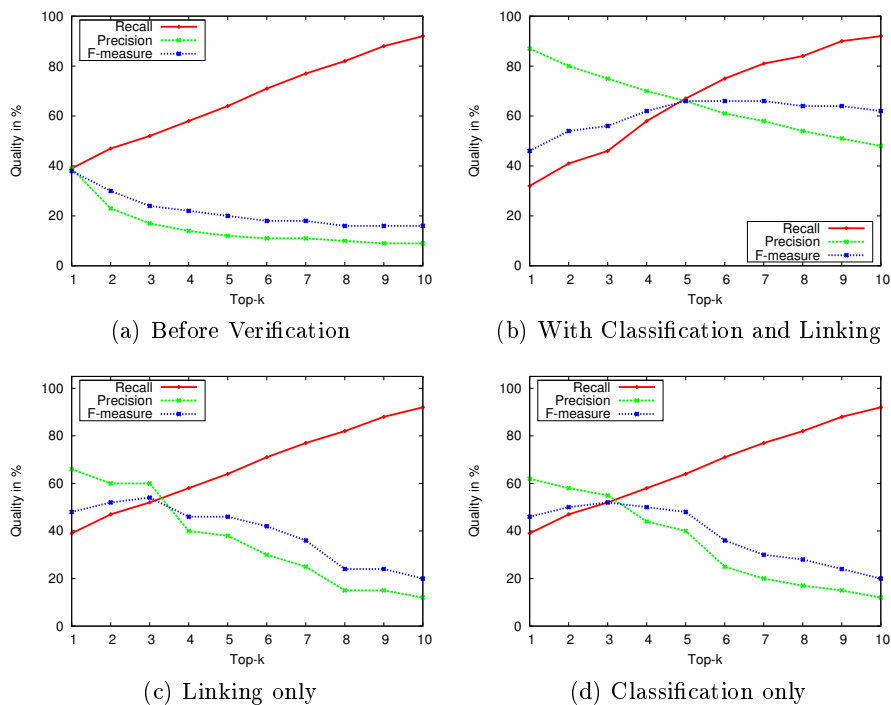 100
80
60
40
20
0
Quality in %
1 2 3 4 5 6 7 8 9 10
Top-k
Recall
Precision
F-measure
(a) Before Verification
100
80
60
40
20
0
Quality in %
1 2 3 4 5 6 7 8 9 10
Top-k
Recall
Precision
F-measure
(b) With Classification and Linking
100
80
60
40
20
0
Quality in %
1 2 3 4 5 6 7 8 9 10
Top-k
Recall
Precision
F-measure
(c) Linking only
100
80
60
40
20
0
Quality in %
1 2 3 4 5 6 7 8 9 10
Top-k
Recall
Precision
F-measure
(d) Classification only